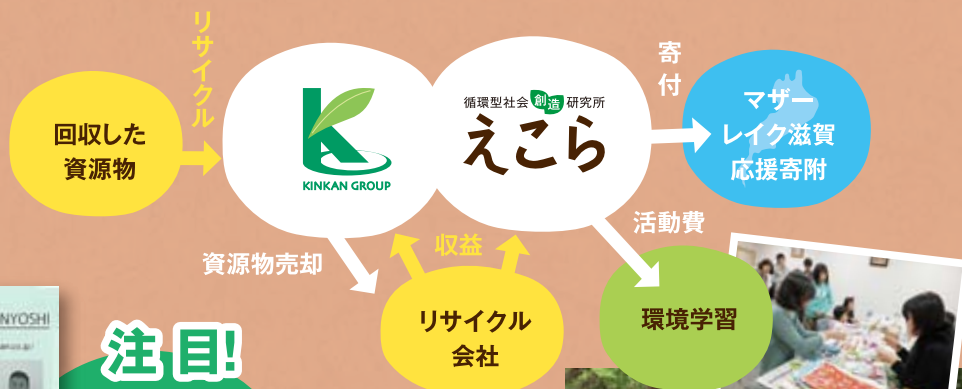 リサイクル
回収した
資源物
KINKAN GROUP
循環型社会 創造 研究所
えこら
寄付
マザー
レイク滋賀
応援寄附
資源物売却
収益
活動費
リサイクル
会社
環境学習
NYOSHI
注目!